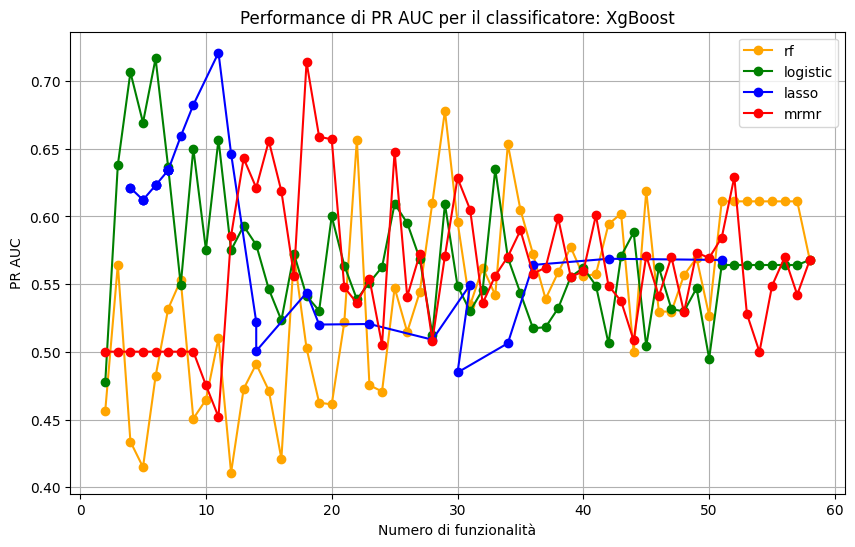 Performance di PR AUC per il classificatore: XgBoost
rf
logistic
lasso
mrmr
PR AUC
0.70
0.65
0.60
0.55
0.50
0.45
0.40
0
10
20
30
40
50
60
Numero di funzionalità